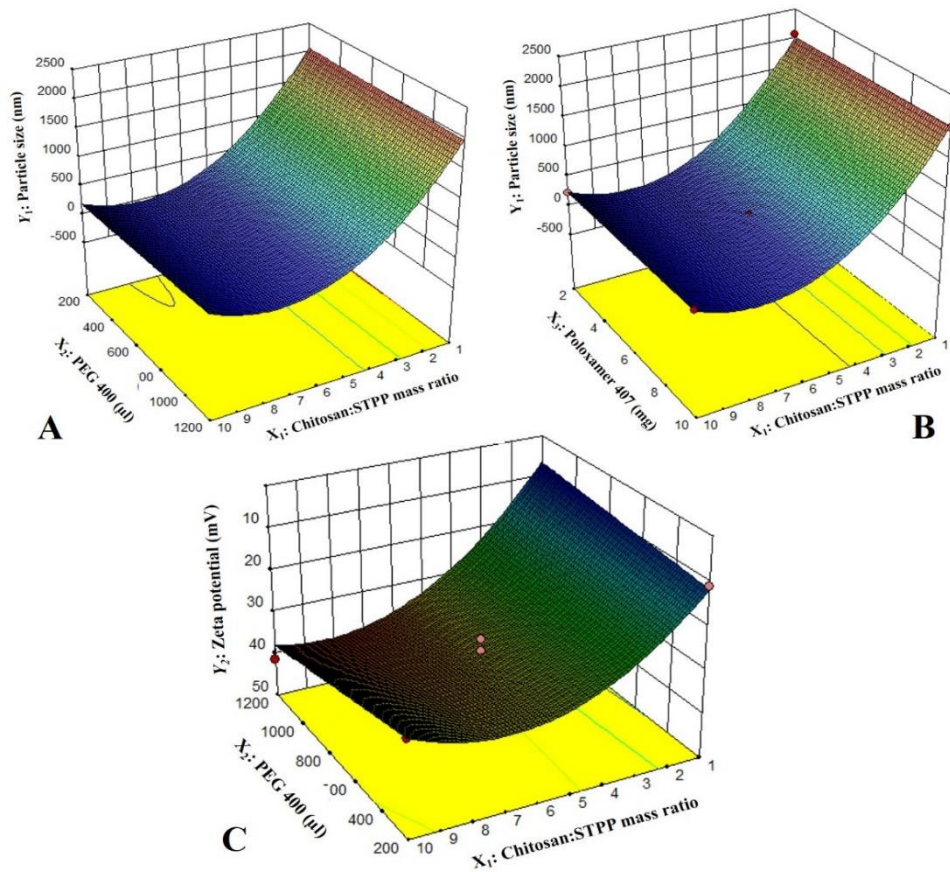 2500
2000
1500
1000
500
0
-500
Y₁: Particle size (nm)
200
400
600
00
1000
1200
X₂: PEG 400 (µl)
10 9 8 7 6 5 4 3 2 1
X₁: Chitosan:STPP mass ratio
A
2500
2000
1500
1000
500
0
-500
Y₁: Particle size (nm)
2
4
6
8
10
X₃: Poloxamer 407 (mg)
10 9 8 7 6 5 4 3 2 1
X₁: Chitosan:STPP mass ratio
B
10
20
30
40
50
Y₂: Zeta potential (mV)
1200
1000
800
00
400
200
X₂: PEG 400 (µl)
10 9 8 7 6 5 4 3 2 1
X₁: Chitosan:STPP mass ratio
C